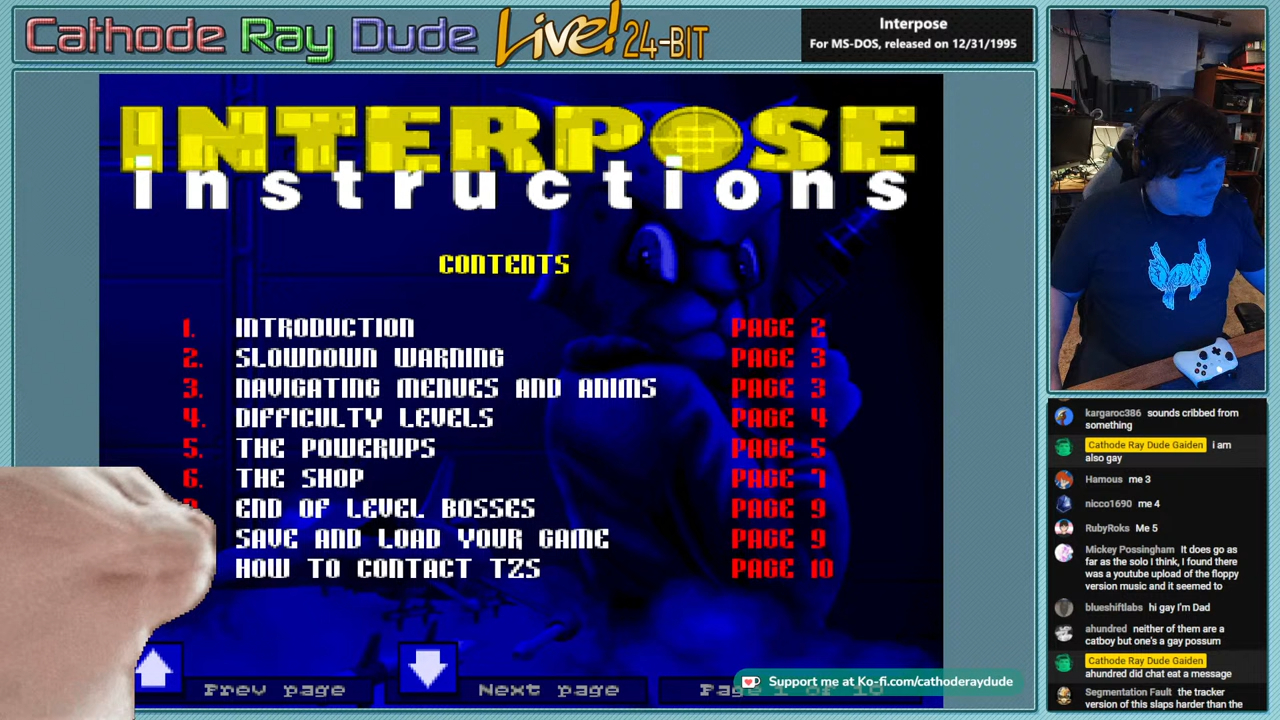 Cathode Ray Dude Live! 24-BIT
Interpose
For MS-DOS, released on 12/31/1995
INTERPOSE
instructions
CONTENTS
1. INTRODUCTION PAGE 2
2. SLOWDOWN WARNING PAGE 3
3. NAVIGATING MENUES AND ANIMS PAGE 3
4. DIFFICULTY LEVELS PAGE 4
5. THE POWERUPS PAGE 5
6. THE SHOP PAGE 7
END OF LEVEL BOSSES PAGE 9
SAVE AND LOAD YOUR GAME PAGE 9
HOW TO CONTACT TZS PAGE 10
Prev page
Next page
Page 1 of 10
Support me at Ko-fi.com/cathoderaydude
kargaroc386 sounds cribbed from
something
Cathode Ray Dude Gaiden i am
also gay
Hamous me 3
nicco1690 me 4
RubyRoks Me 5
Mickey Possingham It does go as
far as the solo I think, I found there
was a youtube upload of the floppy
version music and it seemed to
blueshiftlabs hi gay I'm Dad
ahundred neither of them are a
catboy but one's a gay possum
Cathode Ray Dude Gaiden
ahundred did chat eat a message
Segmentation Fault the tracker
version of this slaps harder than the